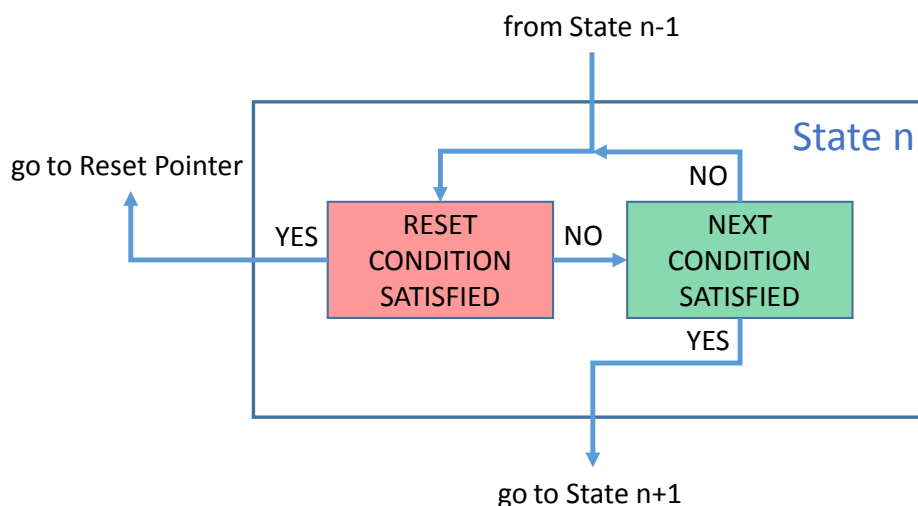 from State n-1
State n
go to Reset Pointer
NO
YES
RESET
CONDITION
SATISFIED
NO
NEXT
CONDITION
SATISFIED
YES
go to State n+1